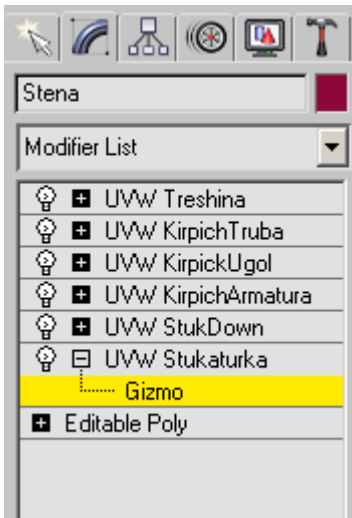 Stena
Modifier List
UVW Treshina
UVW KirpichTruba
UVW KirpickUgol
UVW KirpichArmatura
UVW StukDown
UVW Stukaturka
Gizmo
Editable Poly